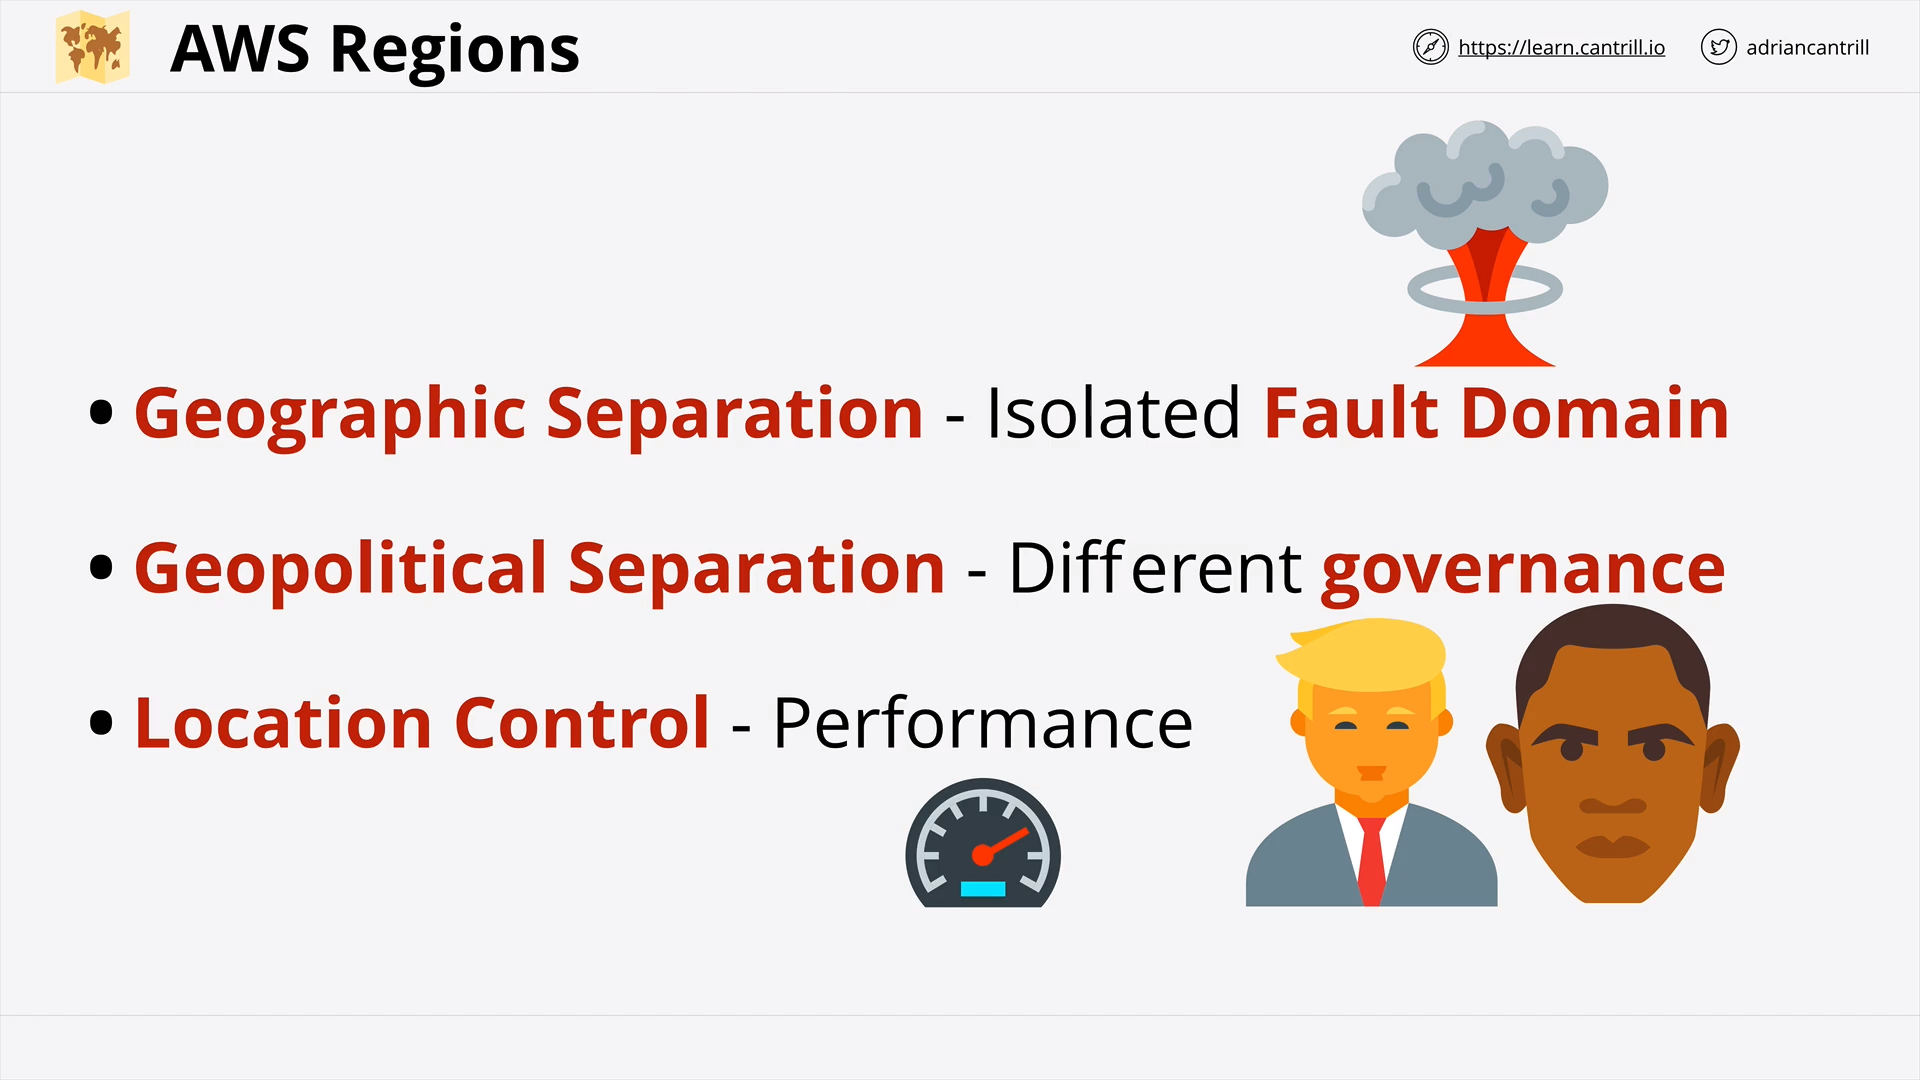 AWS Regions
https://learn.cantrill.io
adriancantrill
• Geographic Separation - Isolated Fault Domain
• Geopolitical Separation - Different governance
• Location Control - Performance